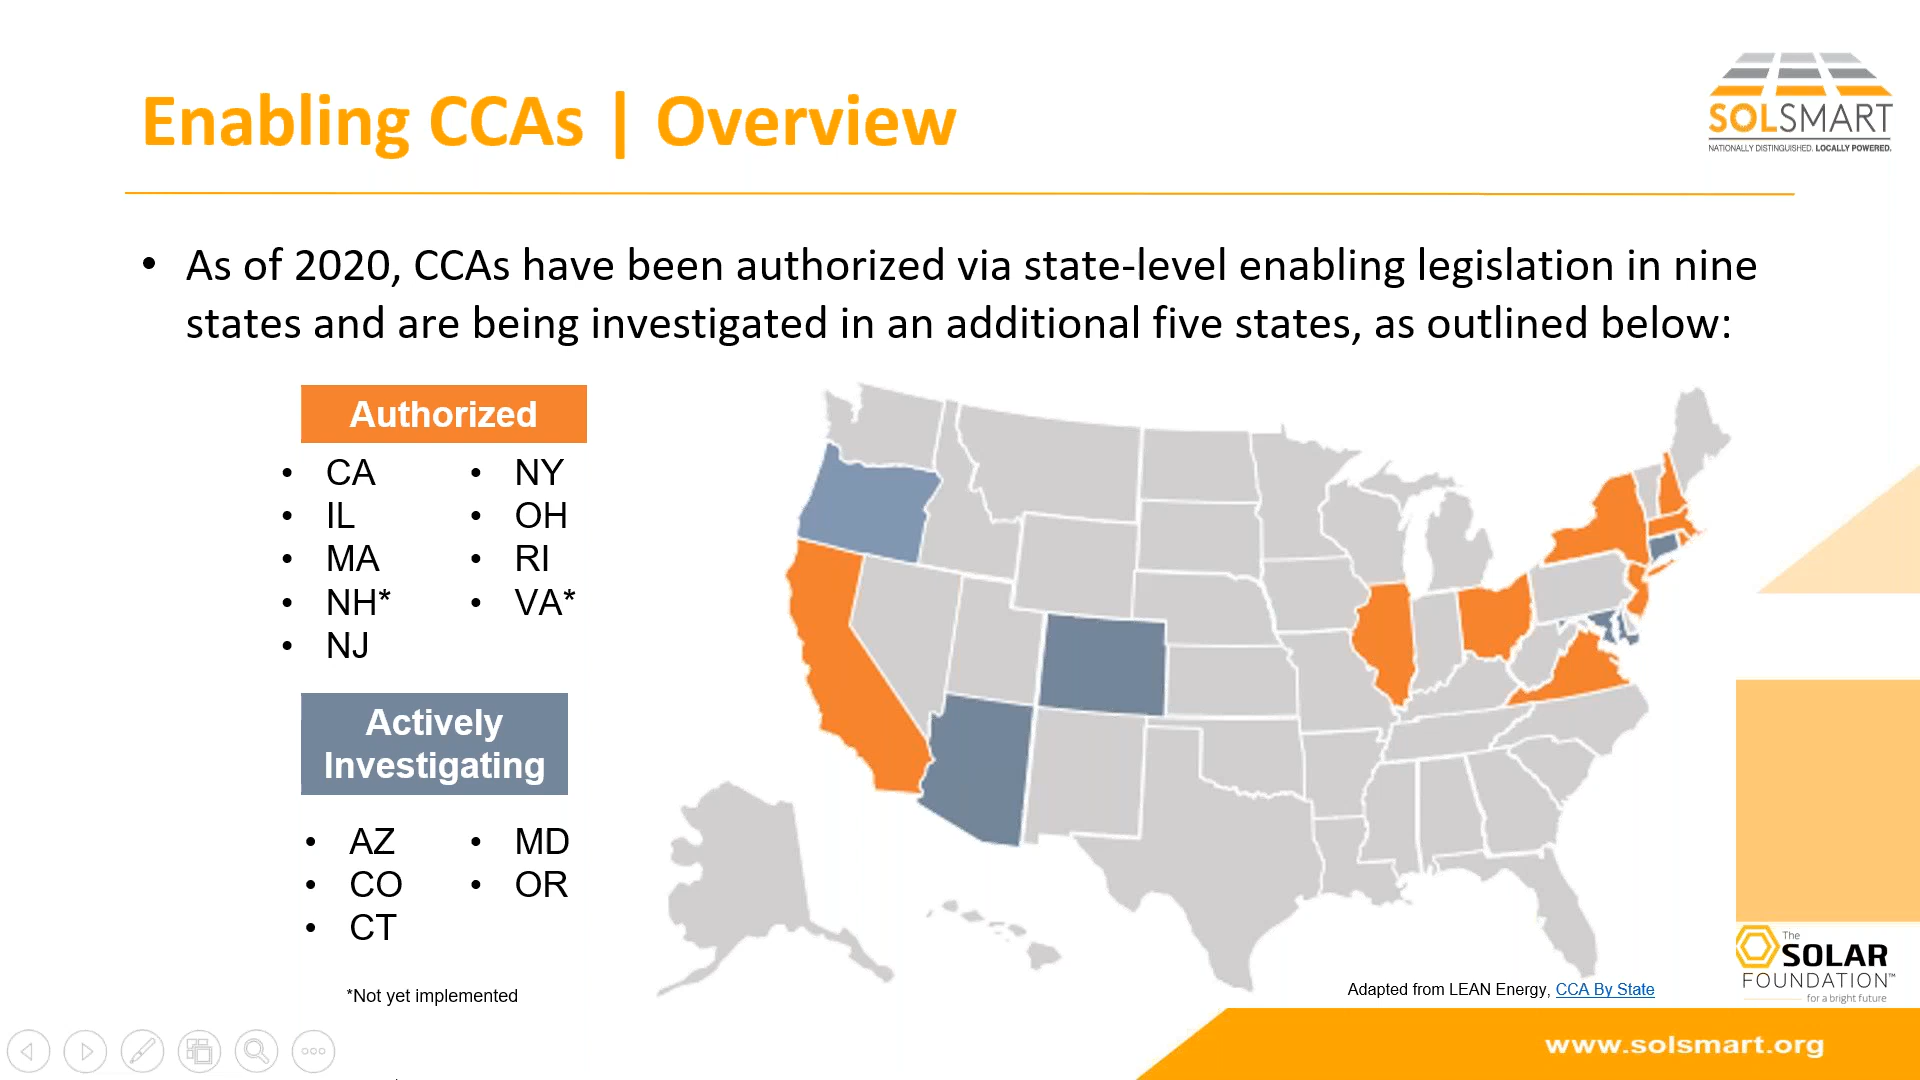 Enabling CCAs | Overview
SOLSMART
NATIONALLY DISTINGUISHED. LOCALLY POWERED.
• As of 2020, CCAs have been authorized via state-level enabling legislation in nine
states and are being investigated in an additional five states, as outlined below:
Authorized
• CA
• IL
• MA
• NH*
• NJ
• NY
• OH
• RI
• VA*
Actively
Investigating
• AZ
• CO
• CT
• MD
• OR
*Not yet implemented
Adapted from LEAN Energy, CCA By State
The
SOLAR
FOUNDATION™
for a bright future
www.solsmart.org